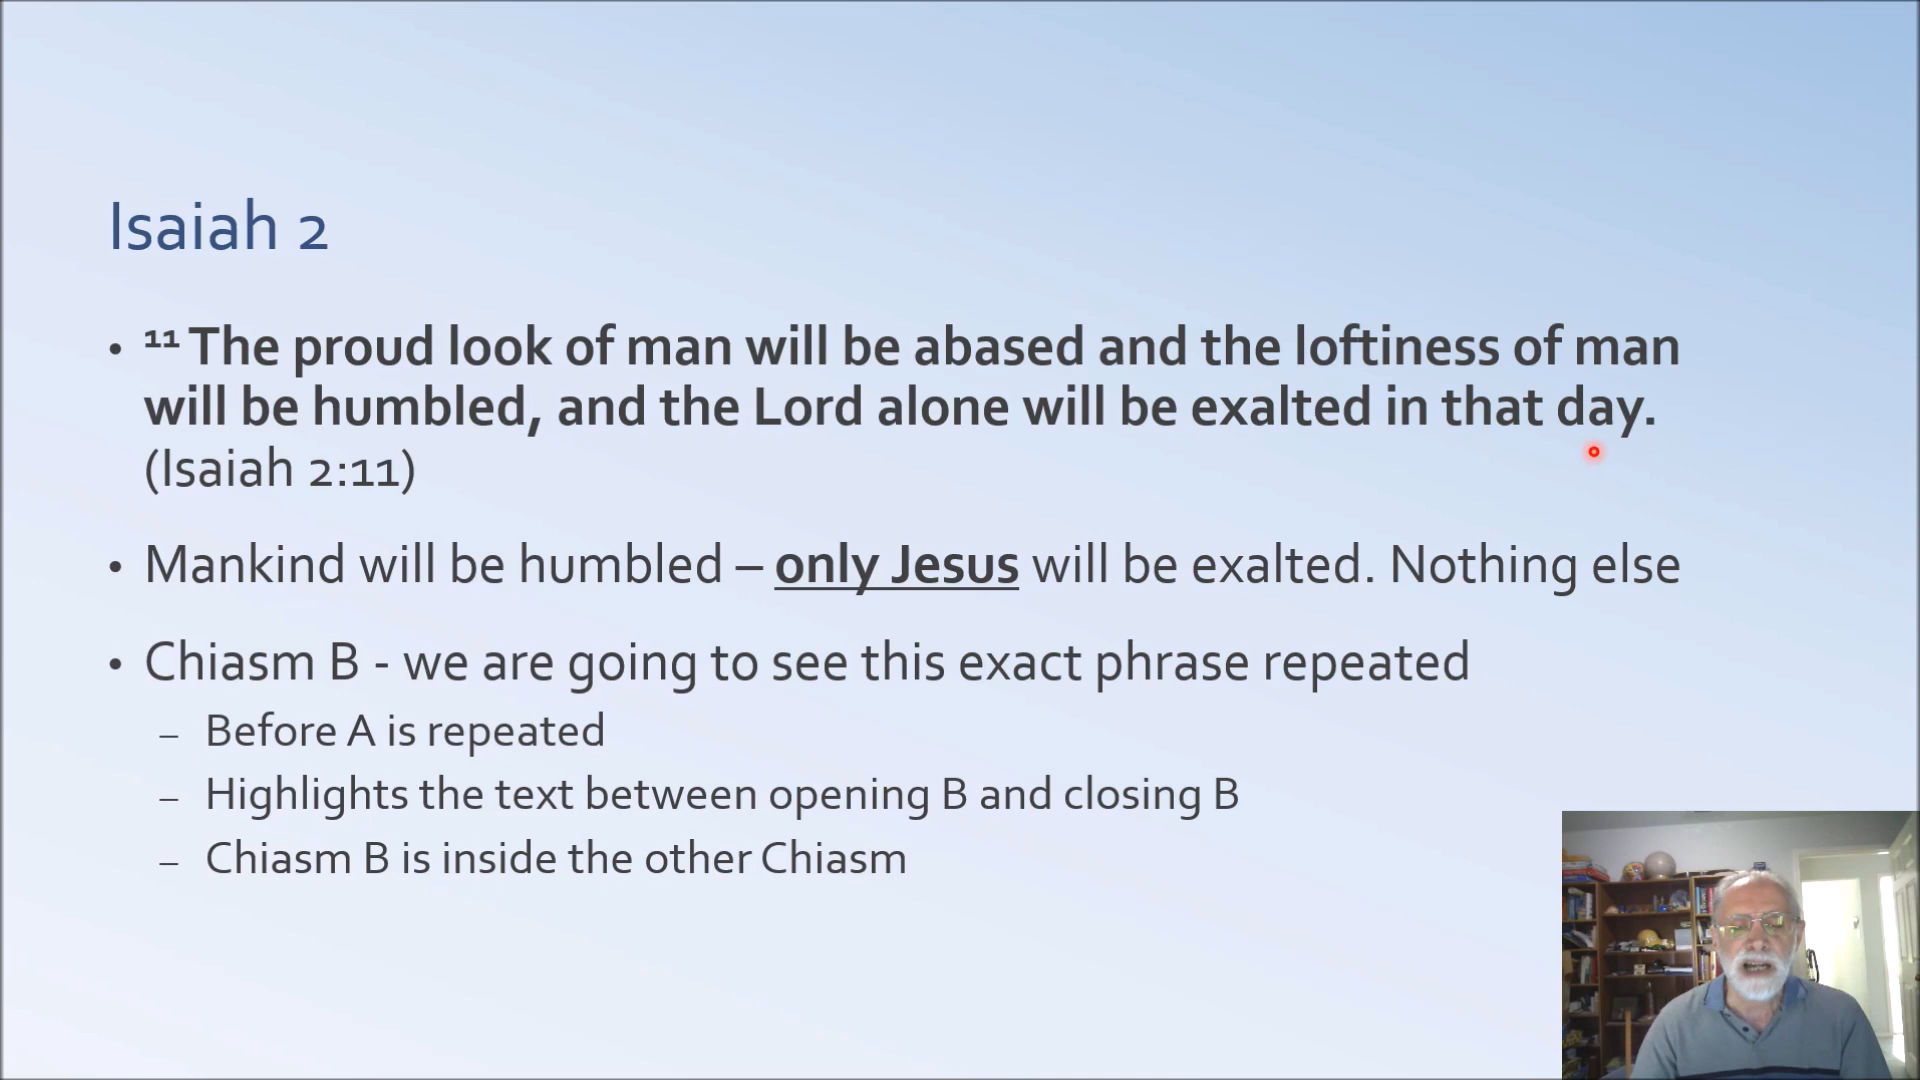 Isaiah 2
• 11 The proud look of man will be abased and the loftiness of man
will be humbled, and the Lord alone will be exalted in that day.
(Isaiah 2:11)
• Mankind will be humbled – only Jesus will be exalted. Nothing else
• Chiasm B - we are going to see this exact phrase repeated
– Before A is repeated
– Highlights the text between opening B and closing B
– Chiasm B is inside the other Chiasm